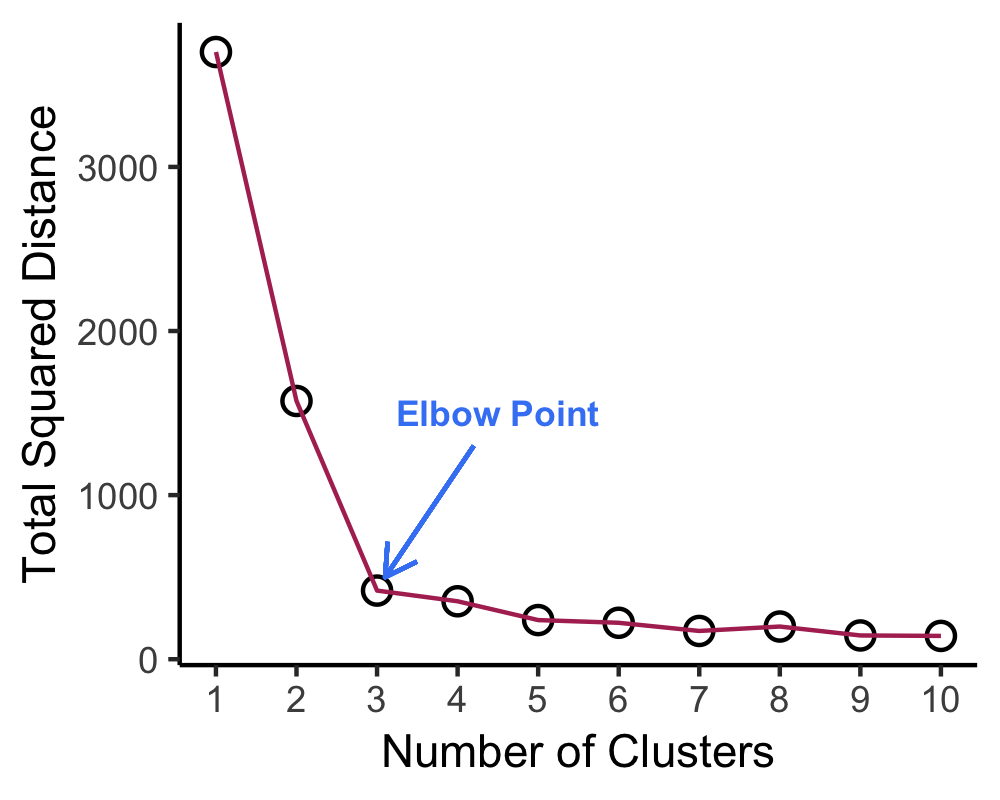 Total Squared Distance
3000
2000
1000
0
Elbow Point
1 2 3 4 5 6 7 8 9 10
Number of Clusters